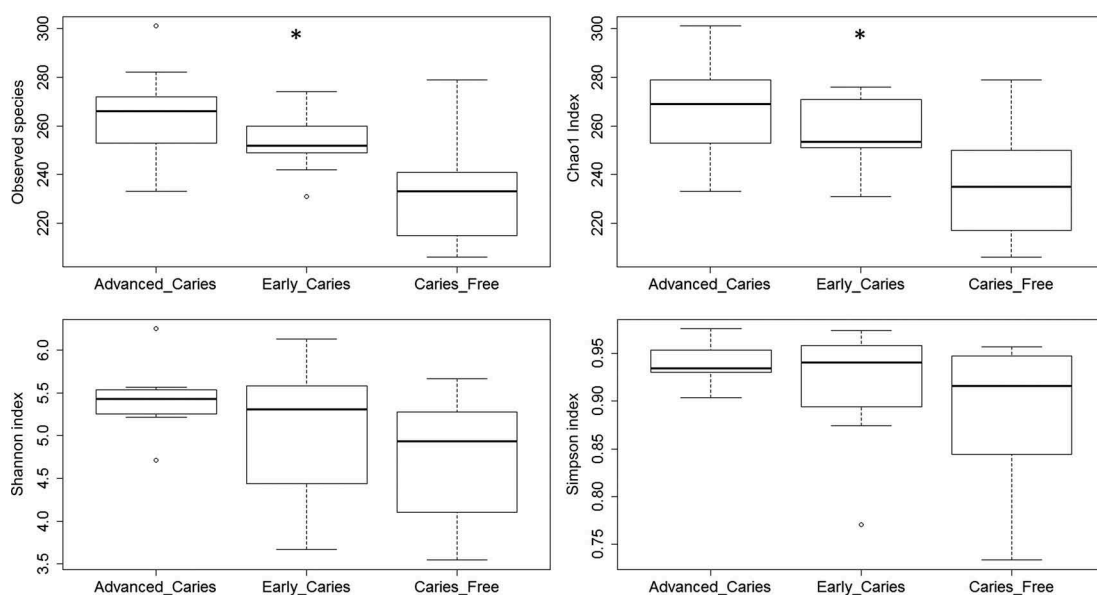 Observed species
300
280
260
240
220
*
Advanced_Caries Early_Caries Caries_Free
Chao1 Index
300
280
260
240
220
*
Advanced_Caries Early_Caries Caries_Free
Shannon index
6.0
5.5
5.0
4.5
4.0
3.5
Advanced_Caries Early_Caries Caries_Free
Simpson index
0.95
0.90
0.85
0.80
0.75
Advanced_Caries Early_Caries Caries_Free